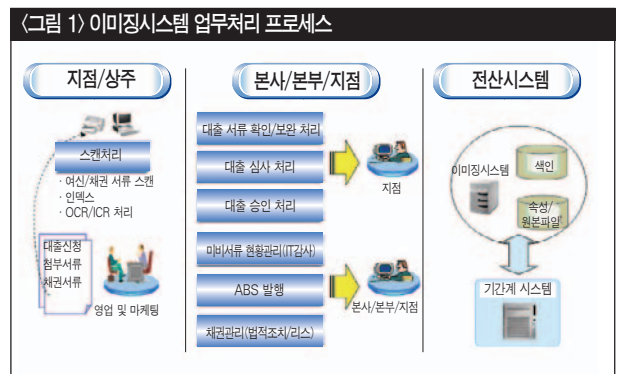 〈그림 1〉 이미징시스템 업무처리 프로세스
지점/상주
스캔처리
· 여신/채권 서류 스캔
· 인덱스
· OCR/ICR 처리
대출신청
첨부서류
채권서류
영업 및 마케팅
본사/본부/지점
대출 서류 확인/보완 처리
대출 심사 처리
대출 승인 처리
지점
미비서류 현황관리(IT감사)
ABS 발행
채권관리(법적조치/리스)
본사/본부/지점
전산시스템
이미징시스템
색인
속성/
원본파일
기간계 시스템